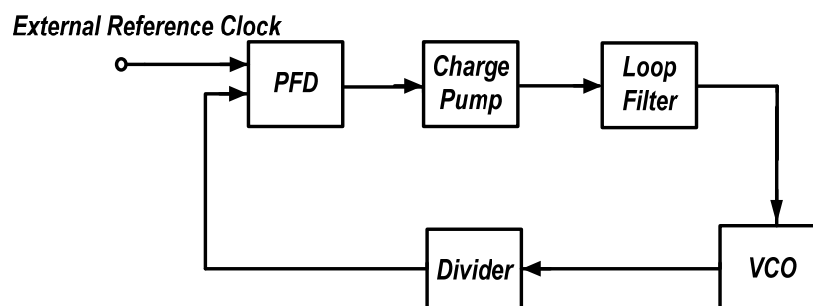 External Reference Clock
PFD
Charge
Pump
Loop
Filter
Divider
VCO